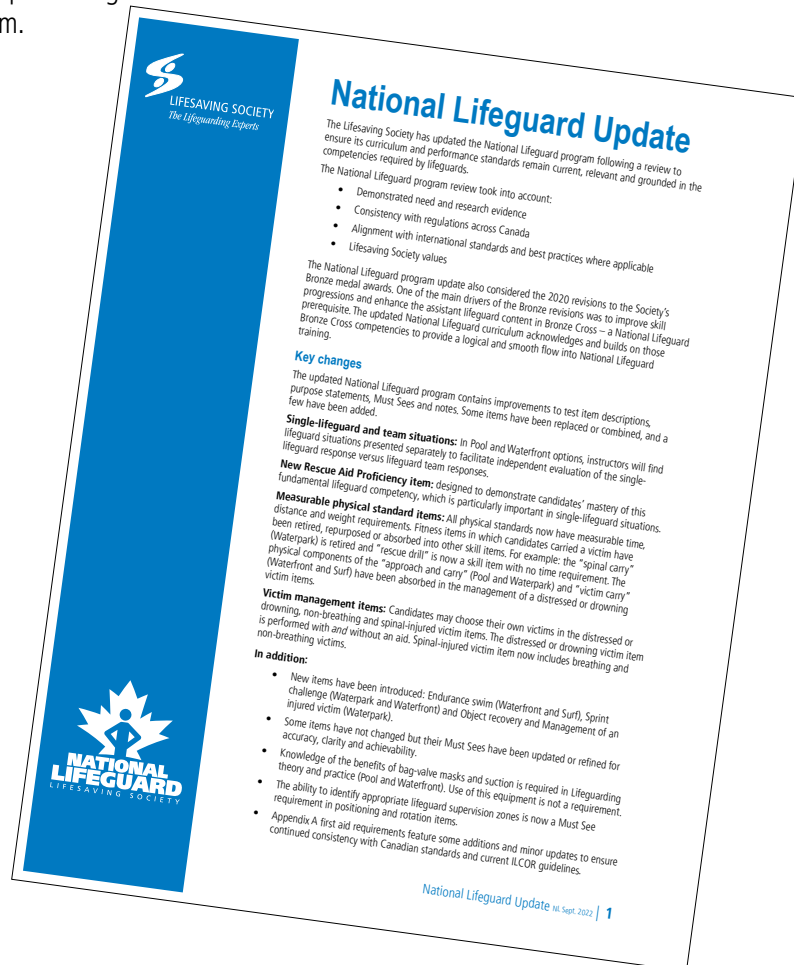 m.
LIFESAVING SOCIETY
The Lifeguarding Experts
National Lifeguard Update
The Lifesaving Society has updated the National Lifeguard program following a review to
ensure its curriculum and performance standards remain current, relevant and grounded in the
competencies required by lifeguards.
The National Lifeguard program review took into account:
• Demonstrated need and research evidence
• Consistency with regulations across Canada
• Alignment with international standards and best practices where applicable
• Lifesaving Society values
The National Lifeguard program update also considered the 2020 revisions to the Society's
Bronze medal awards. One of the main drivers of the Bronze revisions was to improve skill
progressions and enhance the assistant lifeguard content in Bronze Cross – a National Lifeguard
prerequisite. The updated National Lifeguard curriculum acknowledges and builds on those
Bronze Cross competencies to provide a logical and smooth flow into National Lifeguard
training.
Key changes
The updated National Lifeguard program contains improvements to test item descriptions,
purpose statements, Must Sees and notes. Some items have been replaced or combined, and a
few have been added.
Single-lifeguard and team situations: In Pool and Waterfront options, instructors will find
lifeguard situations presented separately to facilitate independent evaluation of the single-
lifeguard response versus lifeguard team responses.
New Rescue Aid Proficiency item: designed to demonstrate candidates' mastery of this
fundamental lifeguard competency, which is particularly important in single-lifeguard situations.
Measurable physical standard items: All physical standards now have measurable time,
distance and weight requirements. Fitness items in which candidates carried a victim have
been retired, repurposed or absorbed into other skill items. For example: the "spinal carry"
(Waterpark) is retired and "rescue drill" is now a skill item with no time requirement. The
physical components of the "approach and carry" (Pool and Waterpark) and "victim carry"
(Waterfront and Surf) have been absorbed in the management of a distressed or drowning
victim items.
Victim management items: Candidates may choose their own victims in the distressed or
drowning, non-breathing and spinal-injured victim items. The distressed or drowning victim item
is performed with and without an aid. Spinal-injured victim item now includes breathing and
non-breathing victims.
In addition:
• New items have been introduced: Endurance swim (Waterfront and Surf), Sprint
challenge (Waterpark and Waterfront) and Object recovery and Management of an
injured victim (Waterpark).
• Some items have not changed but their Must Sees have been updated or refined for
accuracy, clarity and achievability.
• Knowledge of the benefits of bag-valve masks and suction is required in Lifeguarding
theory and practice (Pool and Waterfront). Use of this equipment is not a requirement.
• The ability to identify appropriate lifeguard supervision zones is now a Must See
requirement in positioning and rotation items.
• Appendix A first aid requirements feature some additions and minor updates to ensure
continued consistency with Canadian standards and current ILCOR guidelines.
NATIONAL
LIFEGUARD
LIFESAVING SOCIETY
National Lifeguard Update NL Sept. 2022 | 1